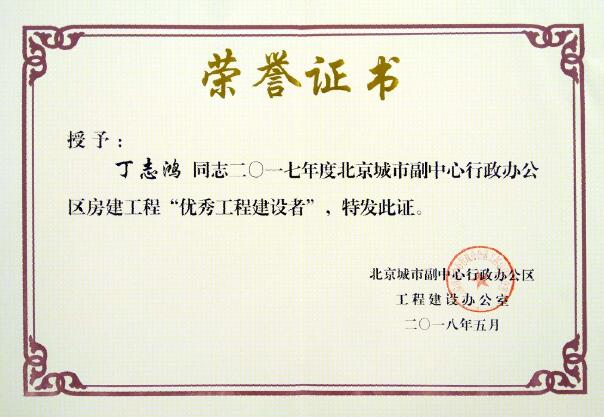 荣誉证书
授予：
丁志鸿 同志二〇一七年度北京城市副中心行政办公
区房建工程“优秀工程建设者”，特发此证。
北京城市副中心行政办公区
工程建设办公室
二〇一八年五月